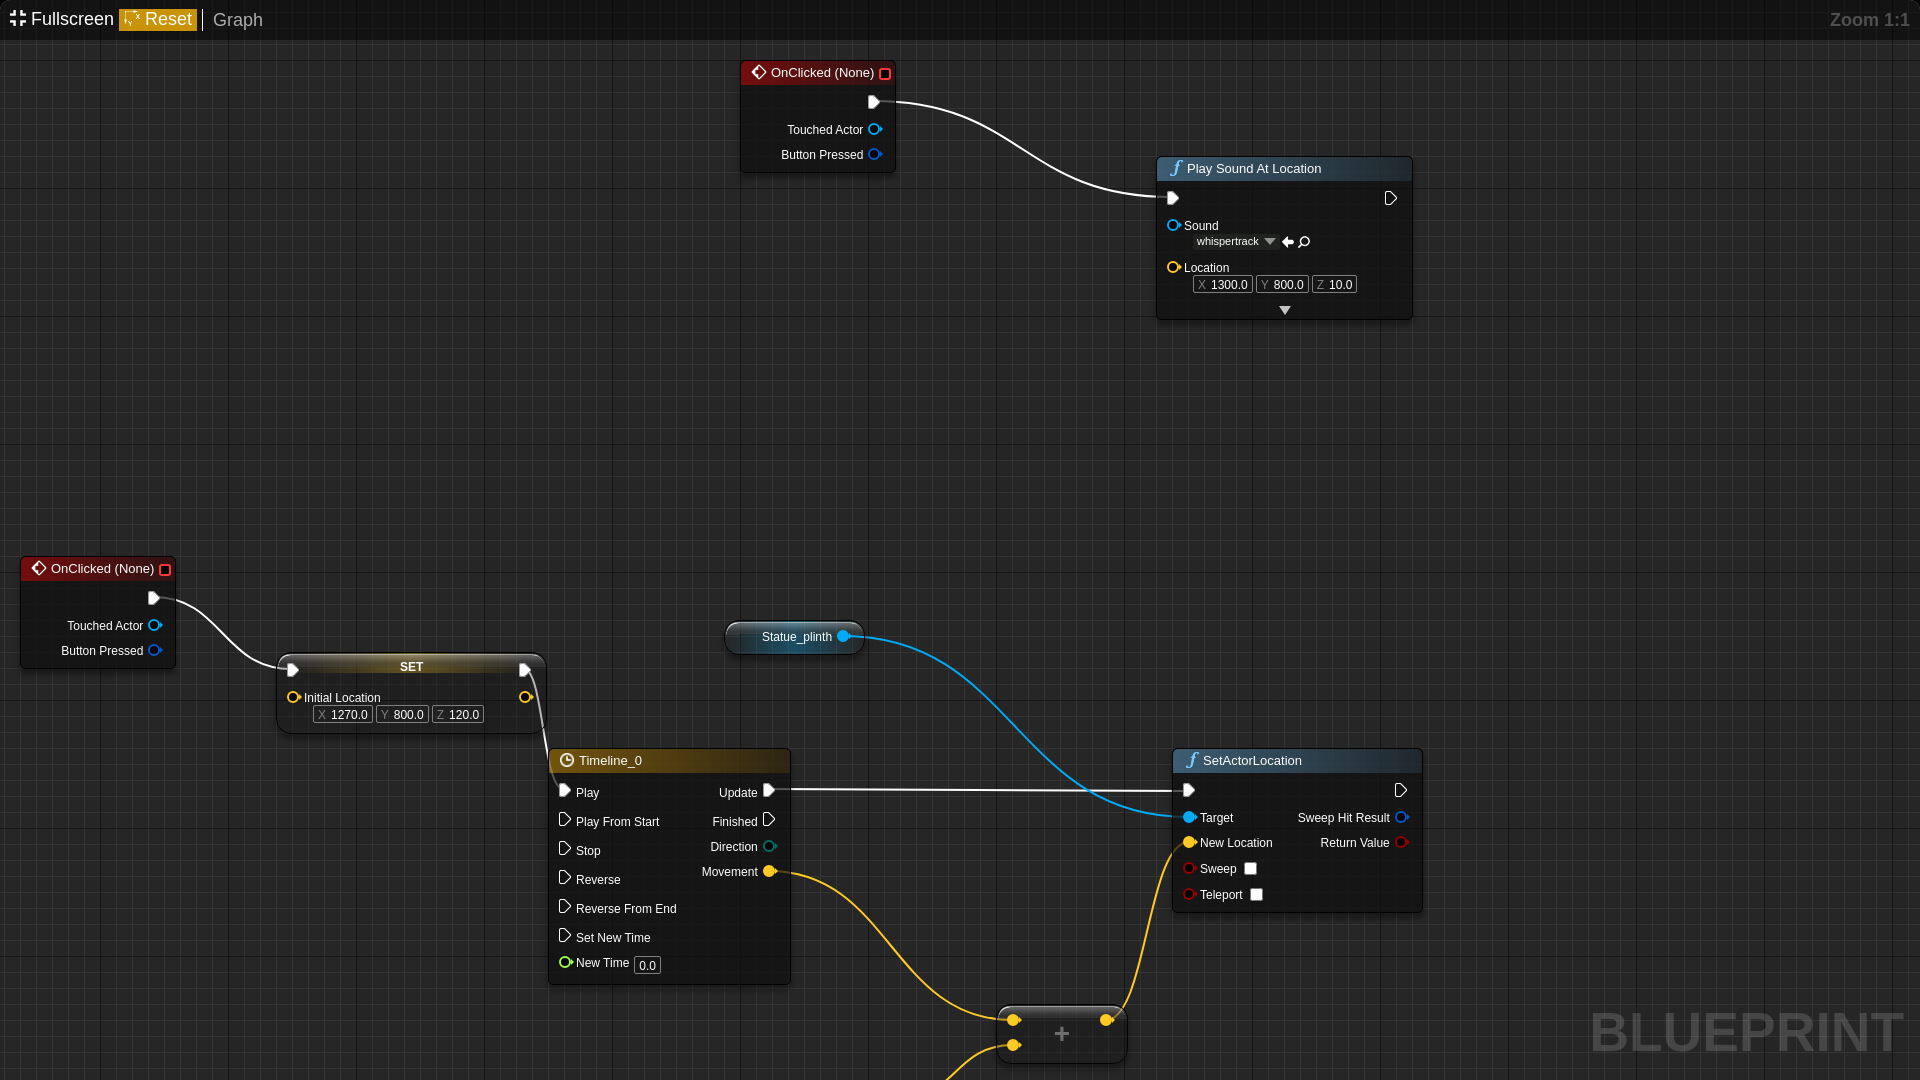 Fullscreen Reset Graph
Zoom 1:1
OnClicked (None)
Touched Actor
Button Pressed
Play Sound At Location
Sound
whispertrack
Location
X 1300.0 Y 800.0 Z 10.0
OnClicked (None)
Touched Actor
Button Pressed
SET
Initial Location
X 1270.0 Y 800.0 Z 120.0
Statue_plinth
Timeline_0
Play Update
Play From Start Finished
Stop Direction
Reverse Movement
Reverse From End
Set New Time
New Time 0.0
SetActorLocation
Target Sweep Hit Result
New Location Return Value
Sweep
Teleport
+
BLUEPRINT